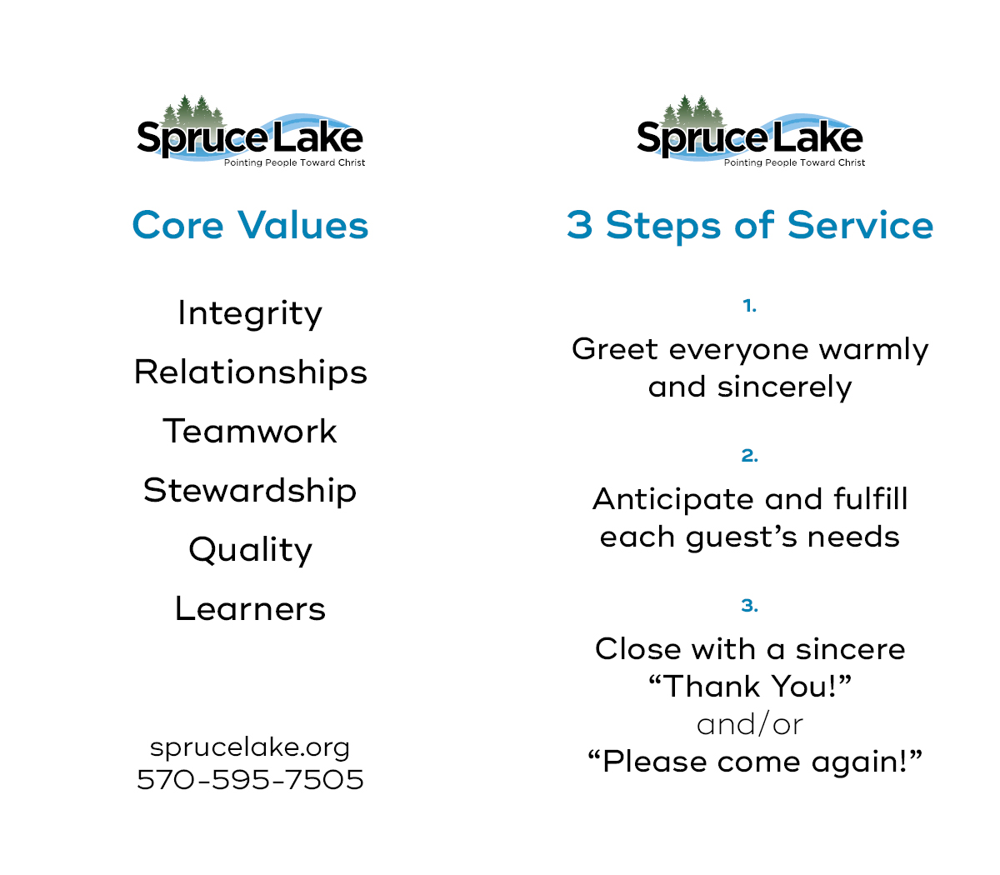 Spruce Lake
Pointing People Toward Christ
Core Values
Integrity
Relationships
Teamwork
Stewardship
Quality
Learners
sprucelake.org
570-595-7505
Spruce Lake
Pointing People Toward Christ
3 Steps of Service
1.
Greet everyone warmly
and sincerely
2.
Anticipate and fulfill
each guest’s needs
3.
Close with a sincere
“Thank You!”
and/or
“Please come again!”